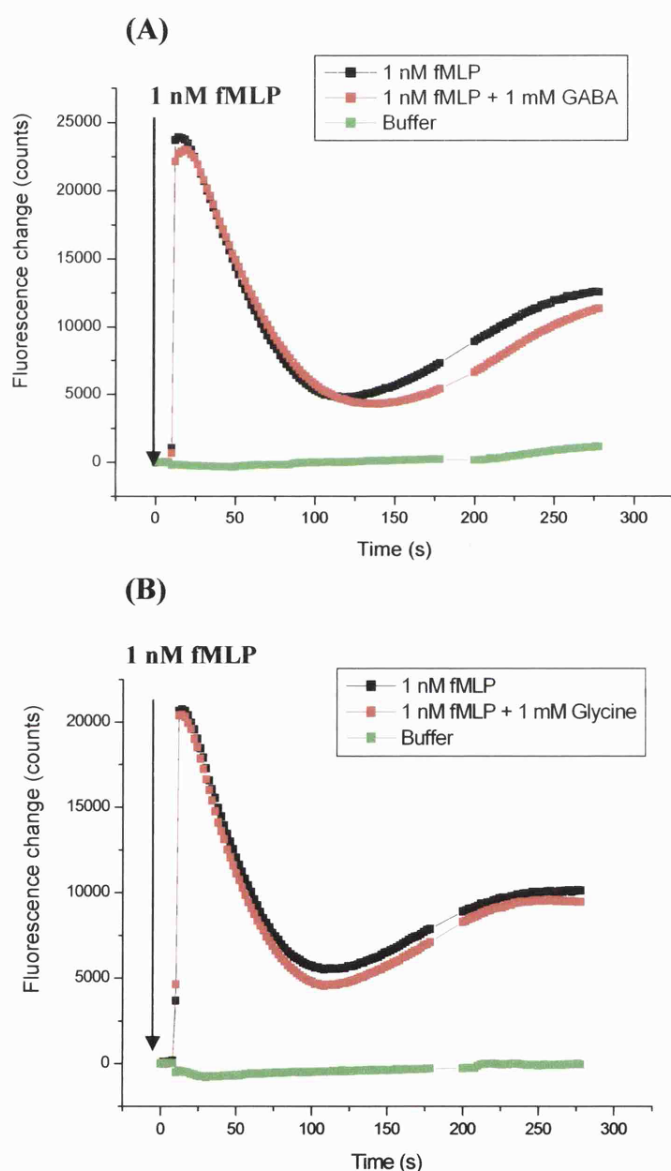 (A)
1 nM fMLP
1 nM fMLP
1 nM fMLP + 1 mM GABA
Buffer
25000
20000
15000
10000
5000
0
Fluorescence change (counts)
0 50 100 150 200 250 300
Time (s)
(B)
1 nM fMLP
1 nM fMLP
1 nM fMLP + 1 mM Glycine
Buffer
20000
15000
10000
5000
0
Fluorescence change (counts)
0 50 100 150 200 250 300
Time (s)